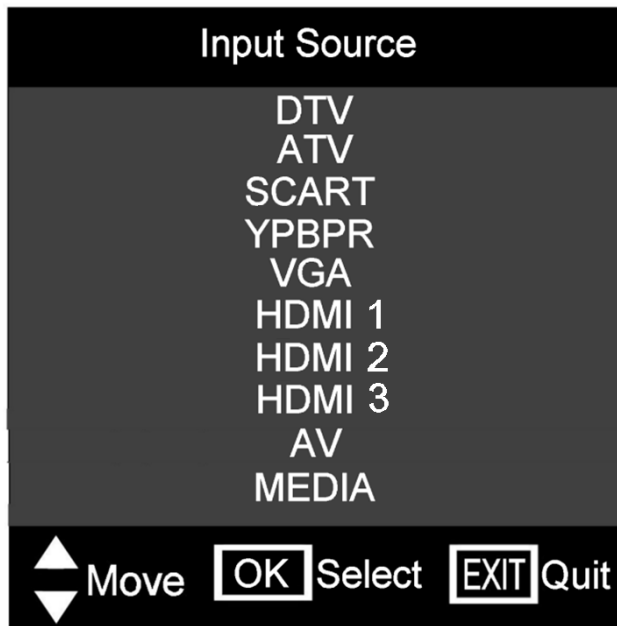 Input Source
DTV
ATV
SCART
YPBPR
VGA
HDMI 1
HDMI 2
HDMI 3
AV
MEDIA
Move OK Select EXIT Quit